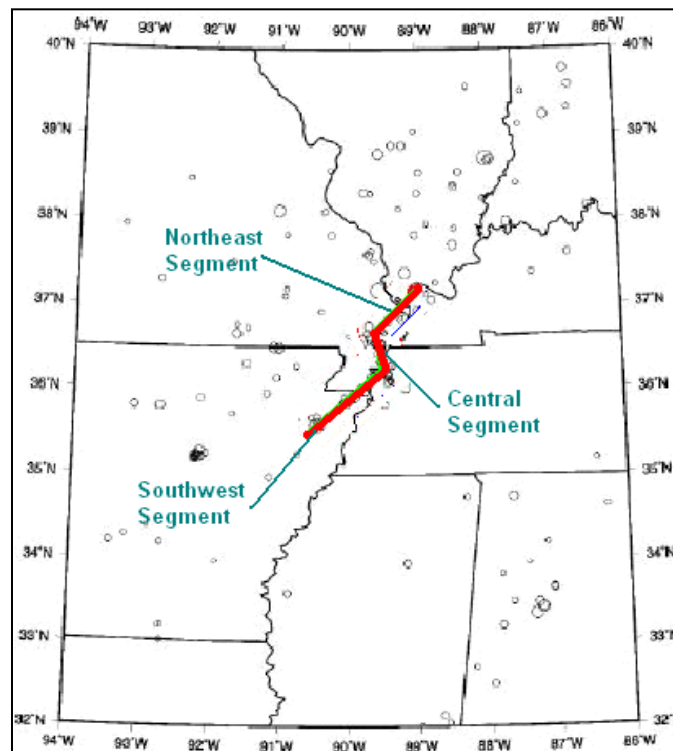 94°W 93°W 92°W 91°W 90°W 89°W 88°W 87°W 86°W
40°N 40°N
39°N 39°N
38°N 38°N
Northeast
Segment
37°N 37°N
36°N 36°N
Central
Segment
35°N 35°N
Southwest
Segment
34°N 34°N
33°N 33°N
32°N 32°N
94°W 93°W 92°W 91°W 90°W 89°W 88°W 87°W 86°W